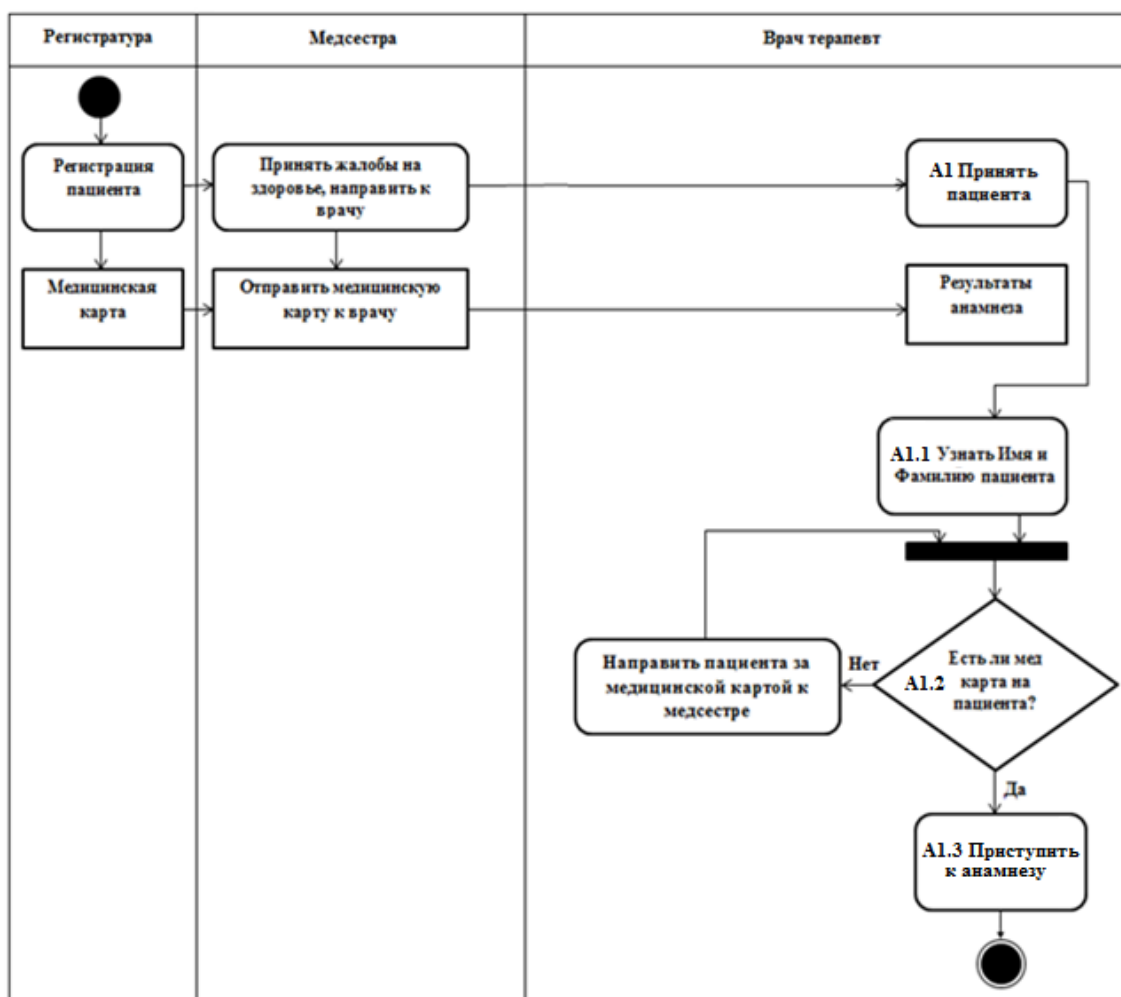 Регистратура
Медсестра
Врач терапевт
Регистрация
пациента
Принять жалобы на
здоровье, направить к
врачу
А1 Принять
пациента
Медицинская
карта
Отправить медицинскую
карту к врачу
Результаты
анамнеза
А1.1 Узнать Имя и
Фамилию пациента
Направить пациента за
медицинской картой к
медсестре
Нет
Есть ли мед
А1.2 карта на
пациента?
Да
А1.3 Приступить
к анамнезу